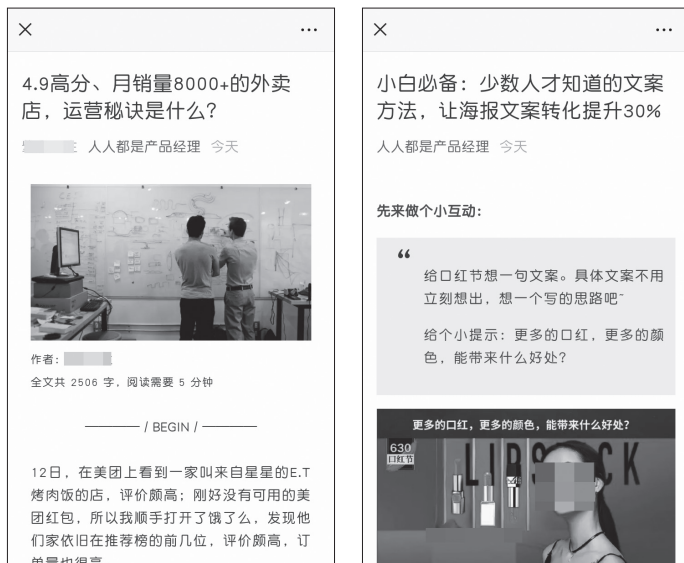 4.9高分、月销量8000+的外卖
店，运营秘诀是什么？
人人都是产品经理 今天
作者：
全文共 2506 字，阅读需要 5 分钟
/ BEGIN /
12日，在美团上看到一家叫来自星星的E.T
烤肉饭的店，评价颇高；刚好没有可用的美
团红包，所以我顺手打开了饿了么，发现他
们家依旧在推荐榜的前几位，评价颇高，订
单量也很高
小白必备：少数人才知道的文案
方法，让海报文案转化提升30%
人人都是产品经理 今天
先来做个小互动：
“
给口红节想一句文案。具体文案不用
立刻想出，想一个写的思路吧~
给个小提示：更多的口红，更多的颜
色，能带来什么好处？
更多的口红，更多的颜色，能带来什么好处？
630
口红节
LIPSTICK